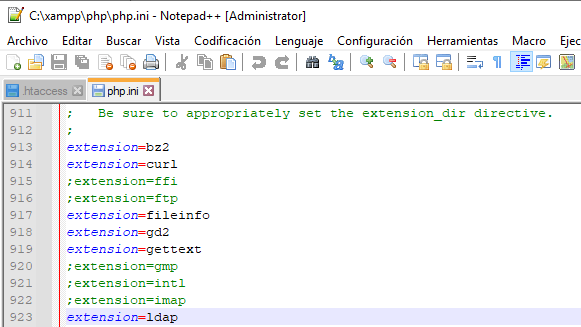 C:\xampp\php\php.ini - Notepad++ [Administrator]
Archivo Editar Buscar Vista Codificación Lenguaje Configuración Herramientas Macro Ejec
.htaccess php.ini
911 ;   Be sure to appropriately set the extension_dir directive.
912 ;
913 extension=bz2
914 extension=curl
915 ;extension=ffi
916 ;extension=ftp
917 extension=fileinfo
918 extension=gd2
919 extension=gettext
920 ;extension=gmp
921 ;extension=intl
922 ;extension=imap
923 extension=ldap